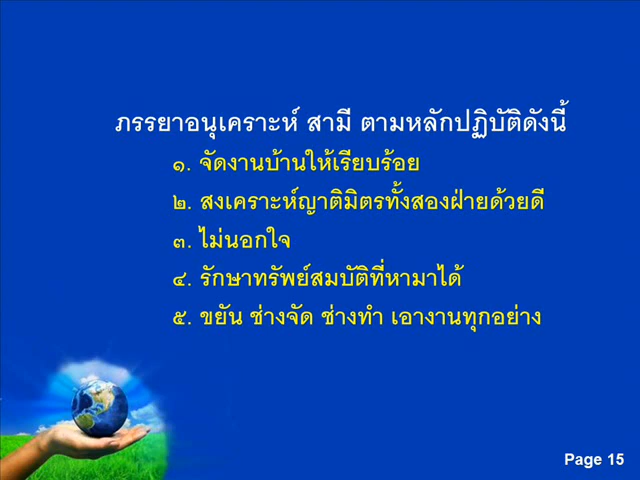 ภรรยาอนุเคราะห์ สามี ตามหลักปฏิบัติดังนี้
๑. จัดงานบ้านให้เรียบร้อย
๒. สงเคราะห์ญาติมิตรทั้งสองฝ่ายด้วยดี
๓. ไม่นอกใจ
๔. รักษาทรัพย์สมบัติที่หามาได้
๕. ขยัน ช่างจัด ช่างทำ เอางานทุกอย่าง
Page 15